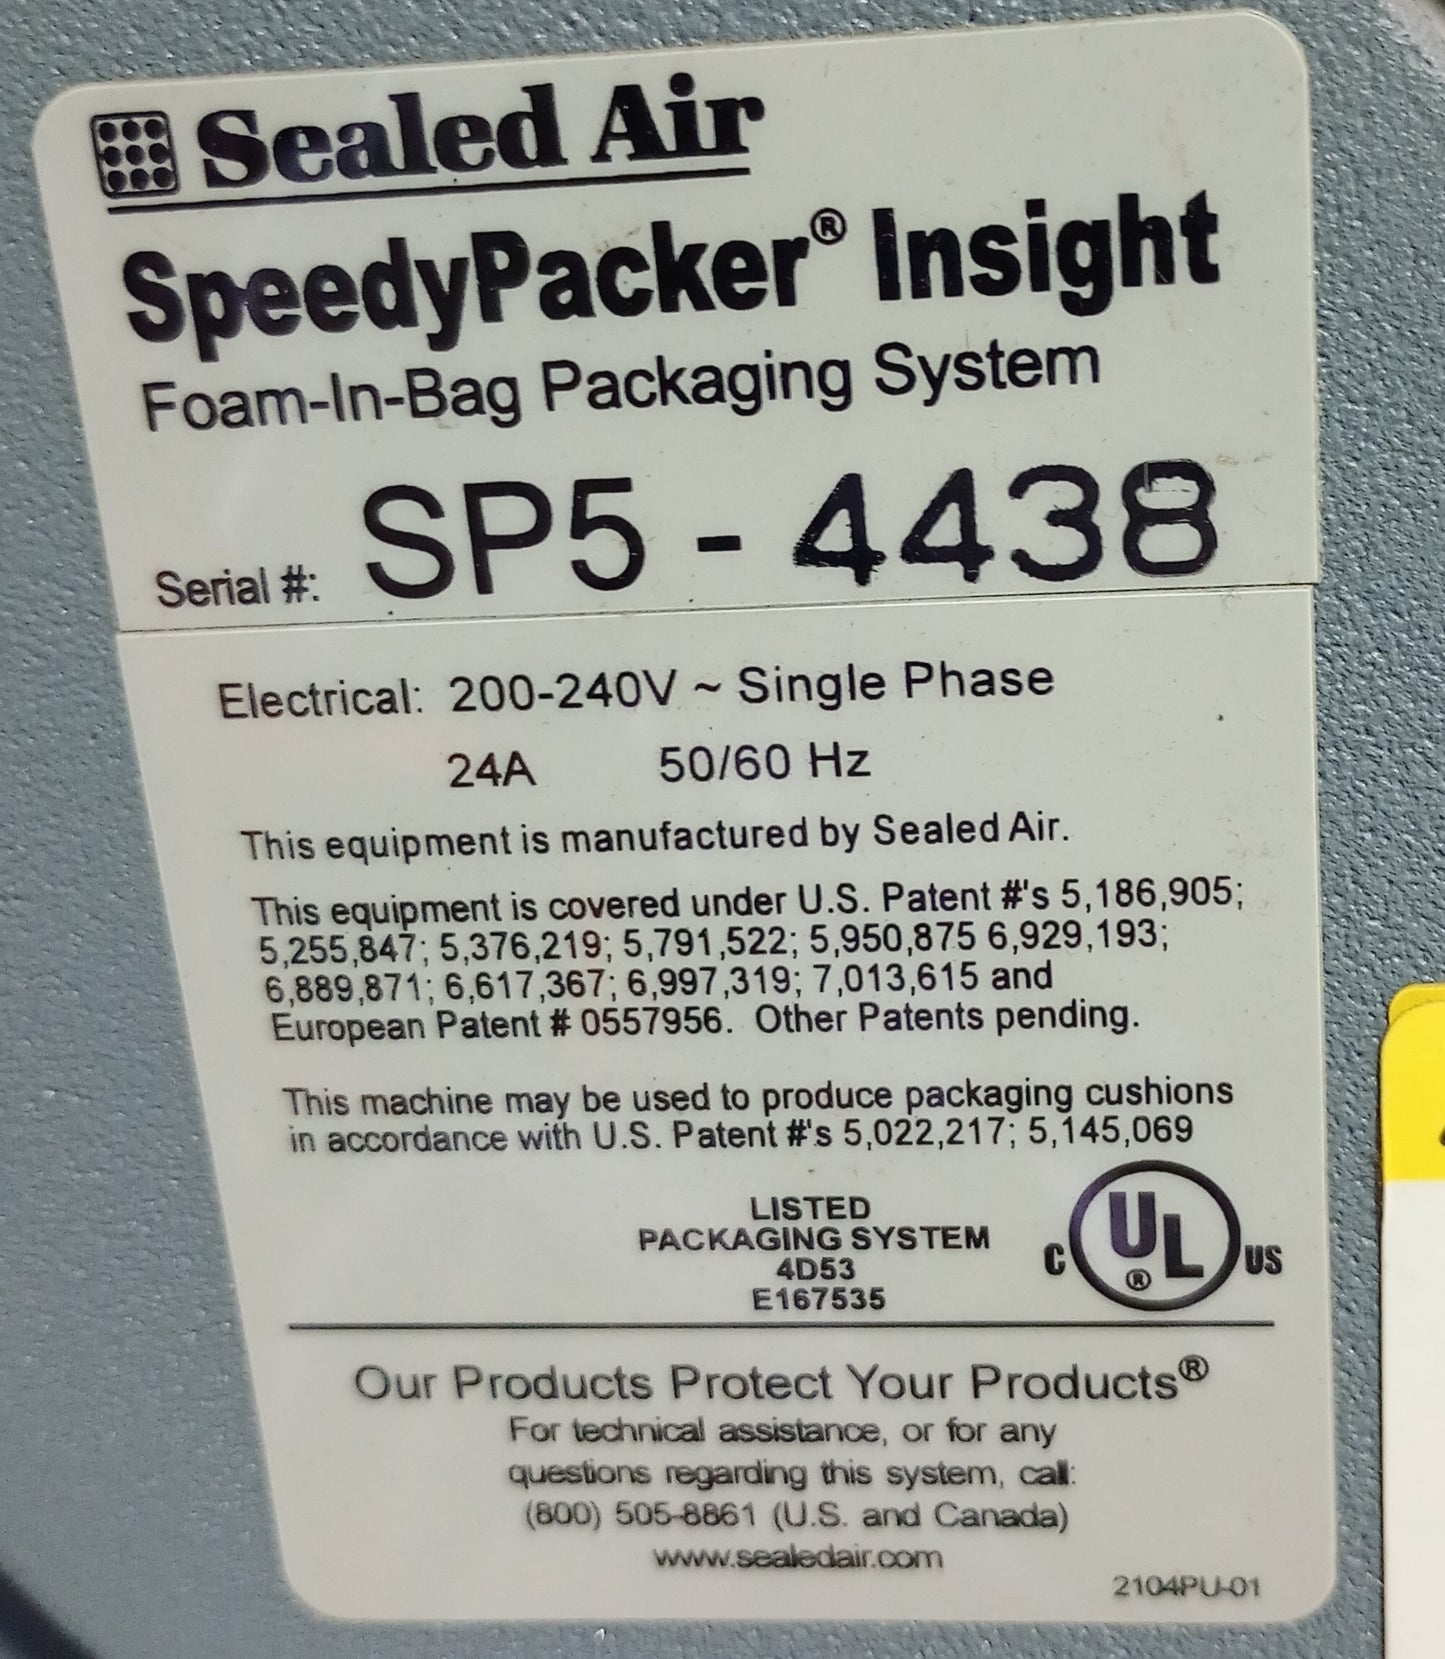 Sealed Air
SpeedyPacker® Insight
Foam-In-Bag Packaging System
Serial #: SP5 - 4438
Electrical: 200-240V ~ Single Phase
24A 50/60 Hz
This equipment is manufactured by Sealed Air.
This equipment is covered under U.S. Patent #'s 5,186,905;
5,255,847; 5,376,219; 5,791,522; 5,950,875 6,929,193;
6,889,871; 6,617,367; 6,997,319; 7,013,615 and
European Patent # 0557956. Other Patents pending.
This machine may be used to produce packaging cushions
in accordance with U.S. Patent #'s 5,022,217; 5,145,069
LISTED
PACKAGING SYSTEM
4D53
E167535
C UL® US
Our Products Protect Your Products®
For technical assistance, or for any
questions regarding this system, call:
(800) 505-8861 (U.S. and Canada)
www.sealedair.com
2104PU-01